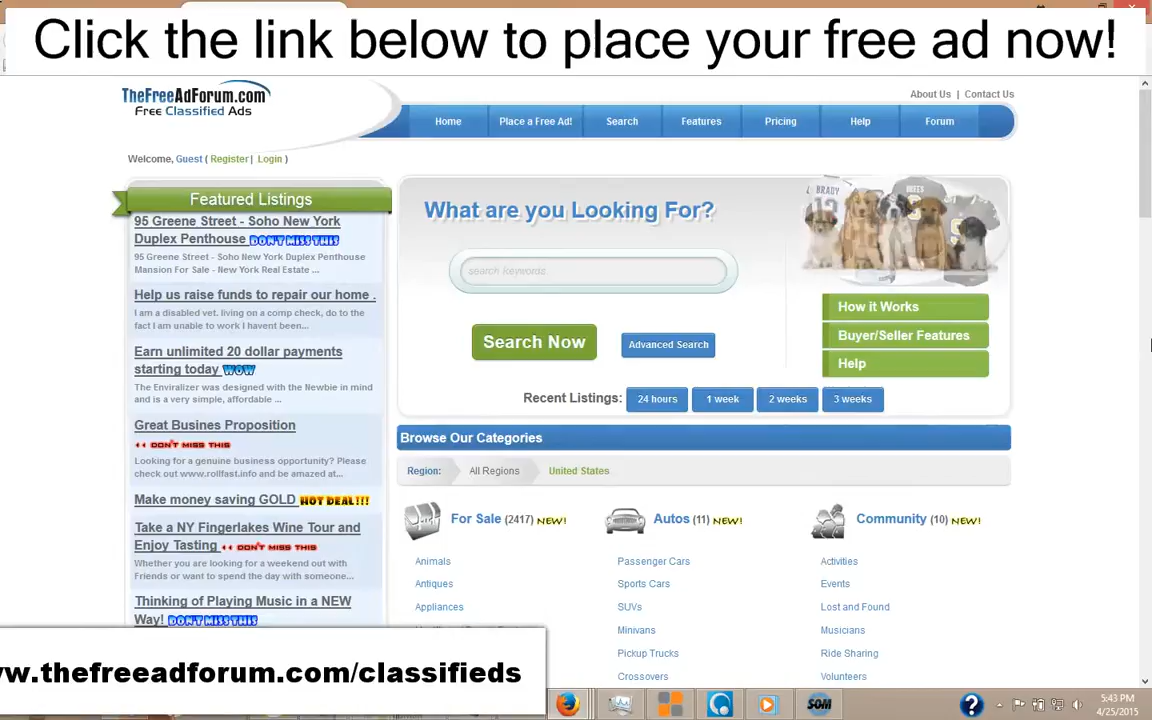 Click the link below to place your free ad now!
TheFreeAdForum.com
Free Classified Ads
About Us | Contact Us
Home Place a Free Ad! Search Features Pricing Help Forum
Welcome, Guest ( Register | Login )
Featured Listings
95 Greene Street - Soho New York
Duplex Penthouse DON'T MISS THIS
95 Greene Street - Soho New York Duplex Penthouse
Mansion For Sale - New York Real Estate ...
Help us raise funds to repair our home .
I am a disabled vet. living on a comp check, do to the
fact I am unable to work I havent been...
Earn unlimited 20 dollar payments
starting today WOW
The Enviralizer was designed with the Newbie in mind
and is a very simple, affordable ...
Great Busines Proposition
DON'T MISS THIS
Looking for a genuine business opportunity? Please
check out www.rollfast.info and be amazed at...
Make money saving GOLD HOT DEAL!!!
Take a NY Fingerlakes Wine Tour and
Enjoy Tasting DON'T MISS THIS
Whether you are looking for a weekend out with
Friends or want to spend the day with someone...
Thinking of Playing Music in a NEW
Way! DON'T MISS THIS
What are you Looking For?
search keywords
Search Now Advanced Search
BRADY
12
BREES
How it Works
Buyer/Seller Features
Help
Recent Listings: 24 hours 1 week 2 weeks 3 weeks
Browse Our Categories
Region: All Regions United States
For Sale (2417) NEW!
Animals
Antiques
Appliances
Autos (11) NEW!
Passenger Cars
Sports Cars
SUVs
Minivans
Pickup Trucks
Crossovers
Community (10) NEW!
Activities
Events
Lost and Found
Musicians
Ride Sharing
Volunteers
w.thefreeadforum.com/classifieds
SOM
5:43 PM
4/25/2015